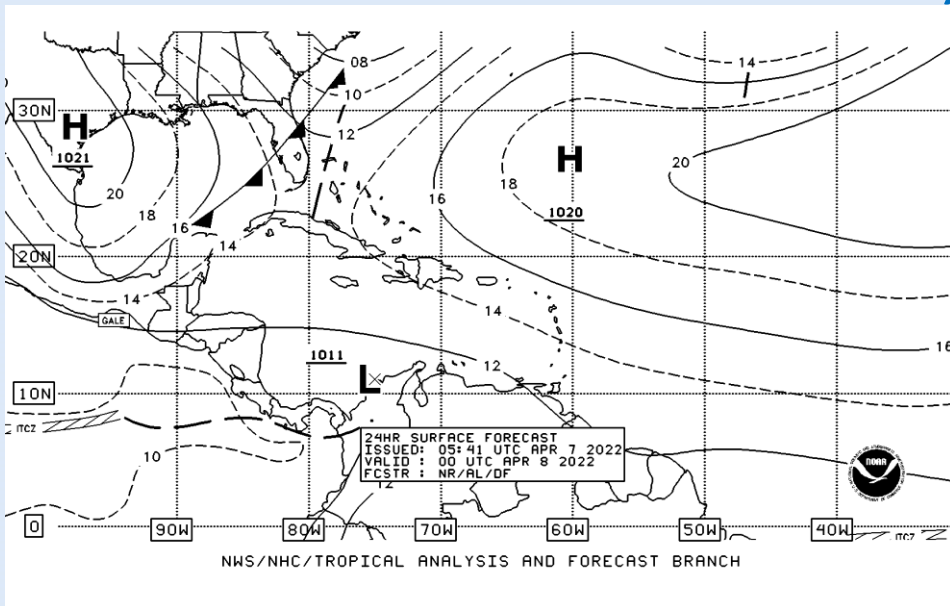 08
14
10
30N
H
12
1021
H
20
20
18
18
16
16
1020
16
14
20N
14
14
GALE
16
1011
12
L
10N
ITCZ
10
24HR SURFACE FORECAST
ISSUED: 05:41 UTC APR 7 2022
VALID : 00 UTC APR 8 2022
FCSTR : NR/AL/DF
12
NOAA
0
90W
80W
70W
60W
50W
40W
ITCZ
NWS/NHC/TROPICAL ANALYSIS AND FORECAST BRANCH